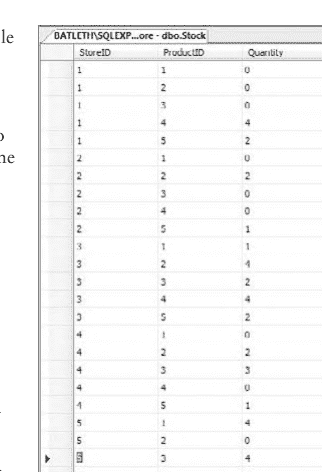 le
BATLETH\SQLEXP...ore - dbo.Stock
StoreID ProductID Quantity
1 1 0
1 2 0
1 3 0
1 4 4
1 5 2
2 1 0
2 2 2
2 3 0
2 4 0
2 5 1
3 1 1
3 2 4
3 3 2
3 4 4
3 5 2
4 1 0
4 2 2
4 3 3
4 4 0
4 5 1
5 1 4
5 2 0
5 3 4